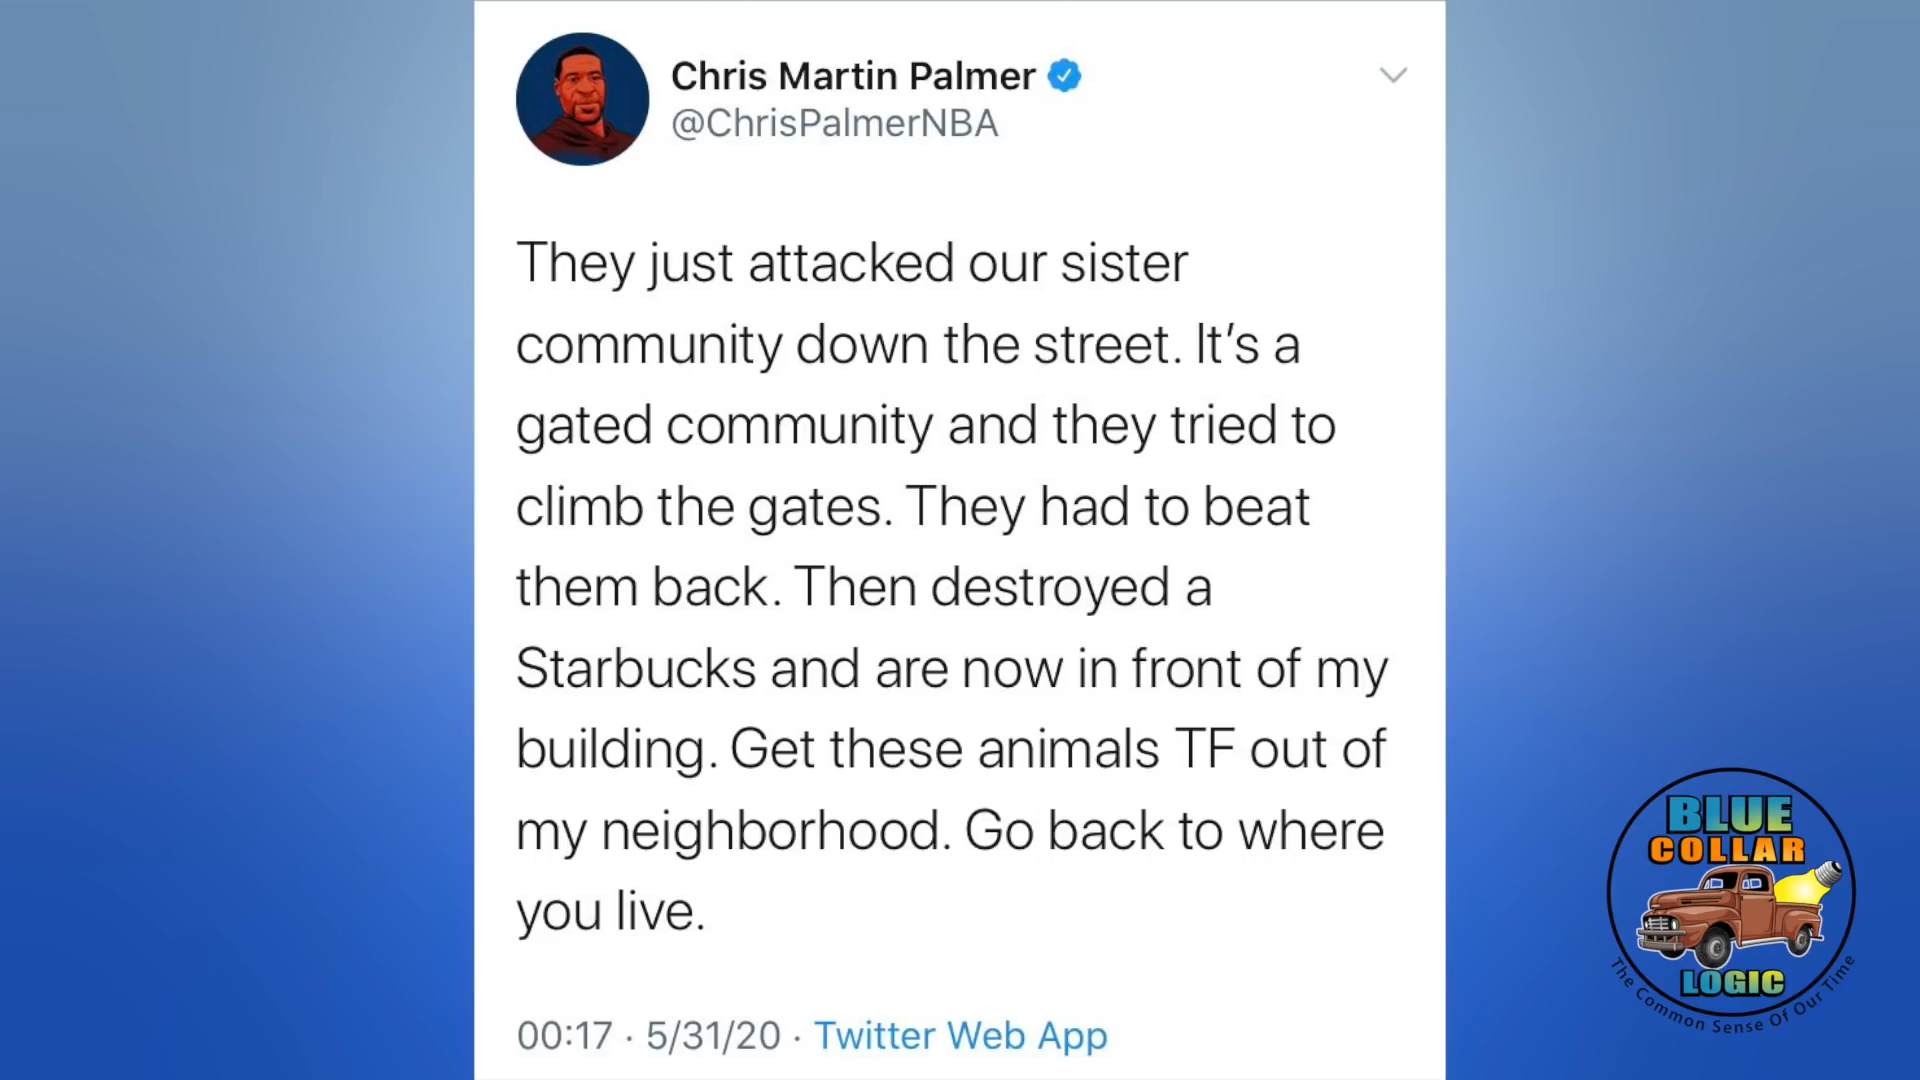 Chris Martin Palmer
@ChrisPalmerNBA
They just attacked our sister
community down the street. It’s a
gated community and they tried to
climb the gates. They had to beat
them back. Then destroyed a
Starbucks and are now in front of my
building. Get these animals TF out of
my neighborhood. Go back to where
you live.
00:17 · 5/31/20 · Twitter Web App
BLUE
COLLAR
LOGIC
The Common Sense Of Our Time